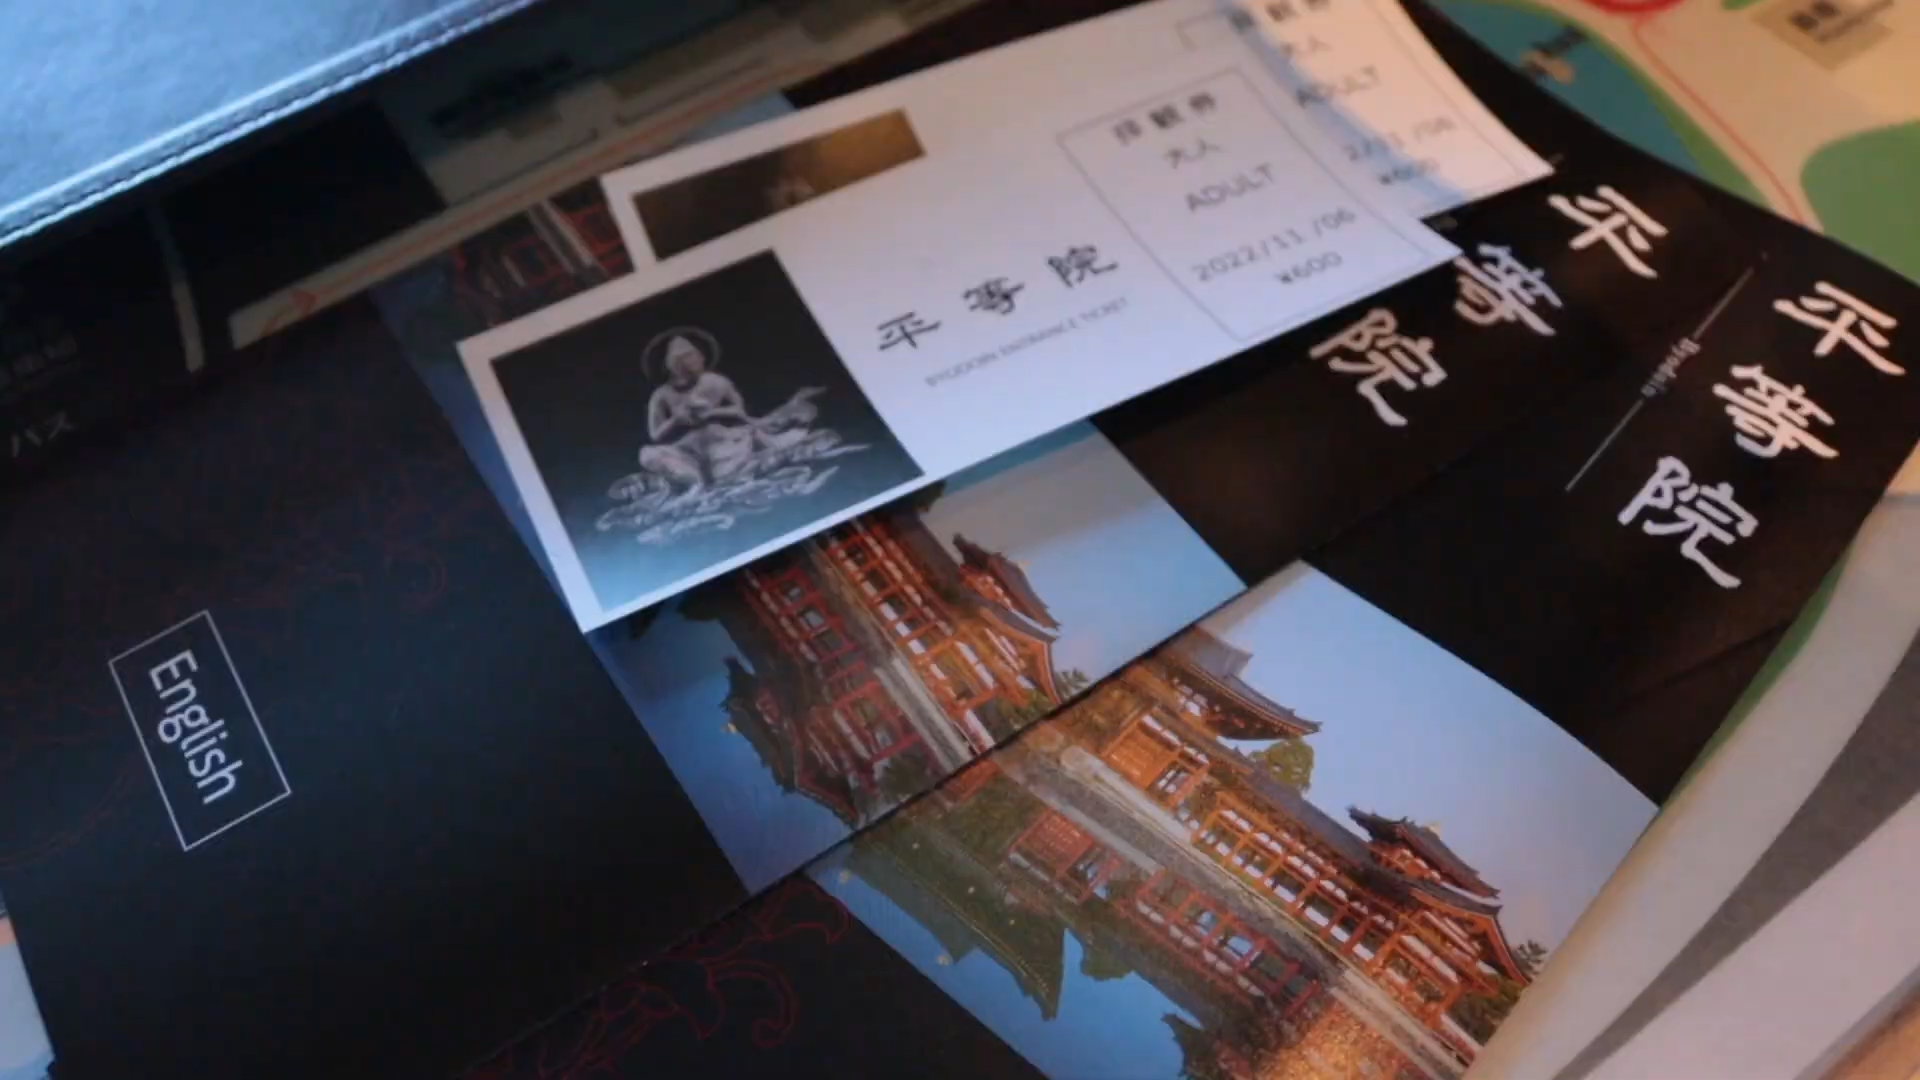 拝観券
大人
ADULT
拝観券
大人
ADULT
2022/11/06
¥600
平等院
BYODOIN ENTRANCE TICKET
¥600
平等院
平等院
Byodoin
English
バス